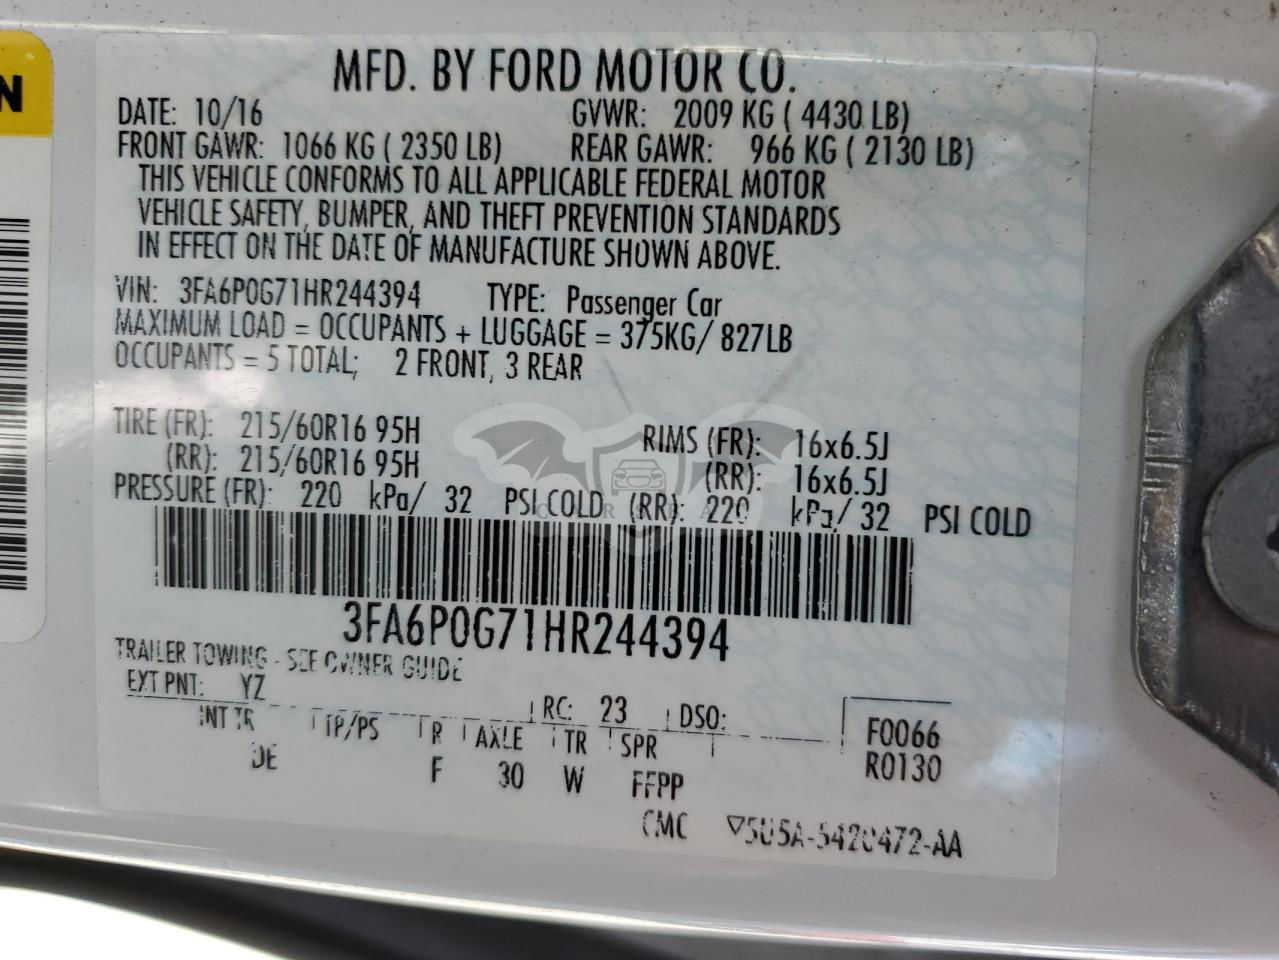 N
MFD. BY FORD MOTOR CO.
DATE: 10/16 GVWR: 2009 KG ( 4430 LB)
FRONT GAWR: 1066 KG ( 2350 LB) REAR GAWR: 966 KG ( 2130 LB)
THIS VEHICLE CONFORMS TO ALL APPLICABLE FEDERAL MOTOR
VEHICLE SAFETY, BUMPER, AND THEFT PREVENTION STANDARDS
IN EFFECT ON THE DATE OF MANUFACTURE SHOWN ABOVE.
VIN: 3FA6P0G71HR244394 TYPE: Passenger Car
MAXIMUM LOAD = OCCUPANTS + LUGGAGE = 375KG/ 827LB
OCCUPANTS = 5 TOTAL; 2 FRONT, 3 REAR
TIRE (FR): 215/60R16 95H RIMS (FR): 16x6.5J
(RR): 215/60R16 95H (RR): 16x6.5J
PRESSURE (FR): 220 kPa/ 32 PSI COLD (RR): 220 kPa/ 32 PSI COLD
3FA6P0G71HR244394
TRAILER TOWING - SEE OWNER GUIDE
EXT PNT: YZ RC: 23 DSO:
INT TR TP/PS R AXLE TR SPR F0066
DE F 30 W FFPP R0130
CMC ▽5U5A-5420472-AA